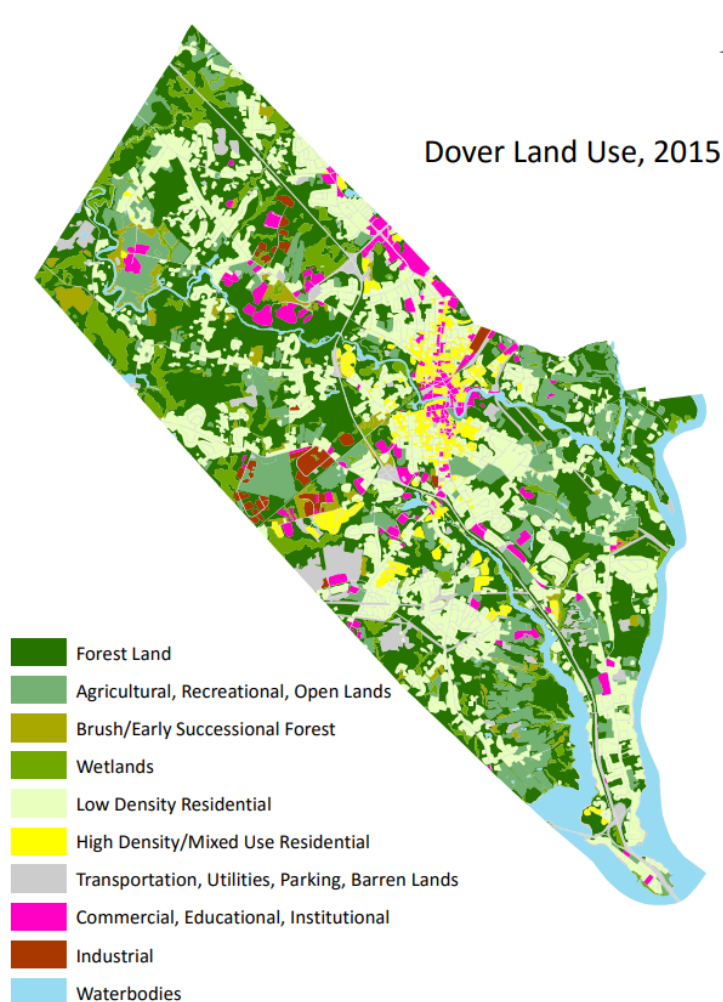 Dover Land Use, 2015
Forest Land
Agricultural, Recreational, Open Lands
Brush/Early Successional Forest
Wetlands
Low Density Residential
High Density/Mixed Use Residential
Transportation, Utilities, Parking, Barren Lands
Commercial, Educational, Institutional
Industrial
Waterbodies